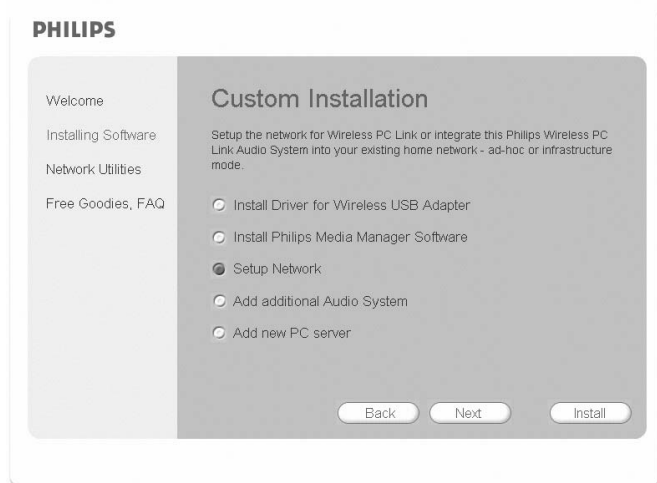 PHILIPS
Welcome
Installing Software
Network Utilities
Free Goodies, FAQ
Custom Installation
Setup the network for Wireless PC Link or integrate this Philips Wireless PC
Link Audio System into your existing home network - ad-hoc or infrastructure
mode.
Install Driver for Wireless USB Adapter
Install Philips Media Manager Software
Setup Network
Add additional Audio System
Add new PC server
Back Next Install